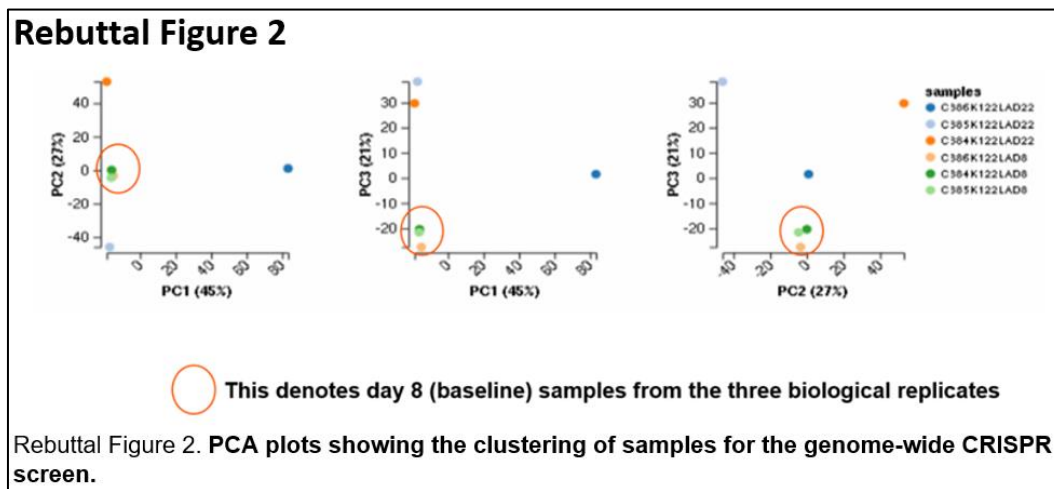 Rebuttal Figure 2
40
20
0
-20
-40
PC2 (27%)
0
20
40
60
80
PC1 (45%)
30
20
10
0
-10
-20
PC3 (21%)
0
20
40
60
80
PC1 (45%)
30
20
10
0
-10
-20
PC3 (21%)
-40
-20
0
20
40
PC2 (27%)
samples
C386K122LAD22
C385K122LAD22
C384K122LAD22
C386K122LAD8
C384K122LAD8
C385K122LAD8
This denotes day 8 (baseline) samples from the three biological replicates
Rebuttal Figure 2. PCA plots showing the clustering of samples for the genome-wide CRISPR
screen.